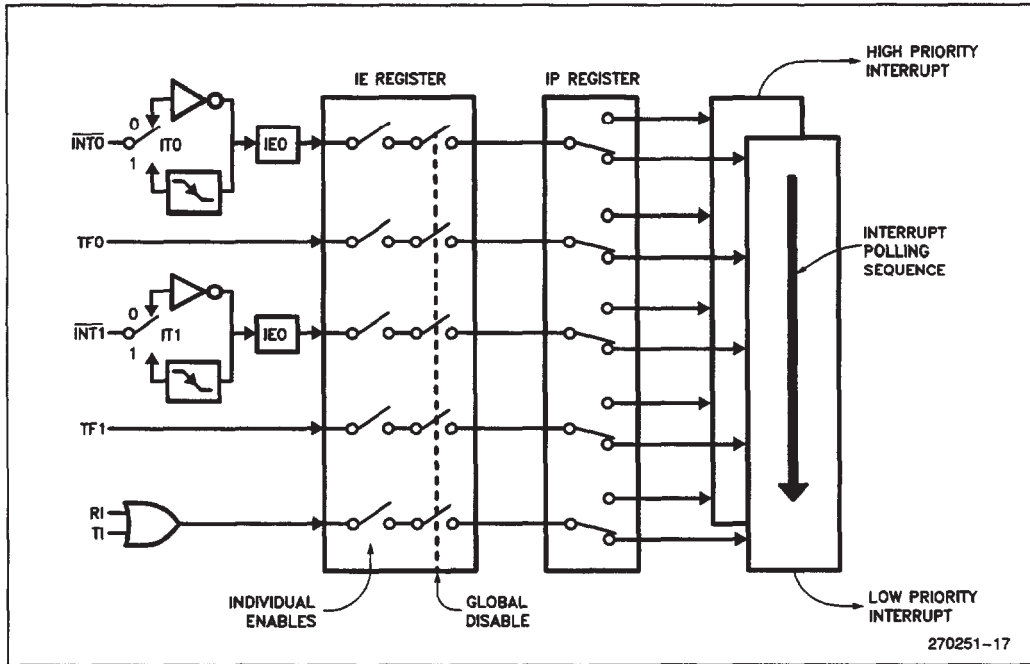 HIGH PRIORITY
INTERRUPT
IE REGISTER
IP REGISTER
0
INT0
IT0
1
IE0
TF0
INTERRUPT
POLLING
SEQUENCE
0
INT1
IT1
1
IE0
TF1
RI
TI
INDIVIDUAL
ENABLES
GLOBAL
DISABLE
LOW PRIORITY
INTERRUPT
270251-17